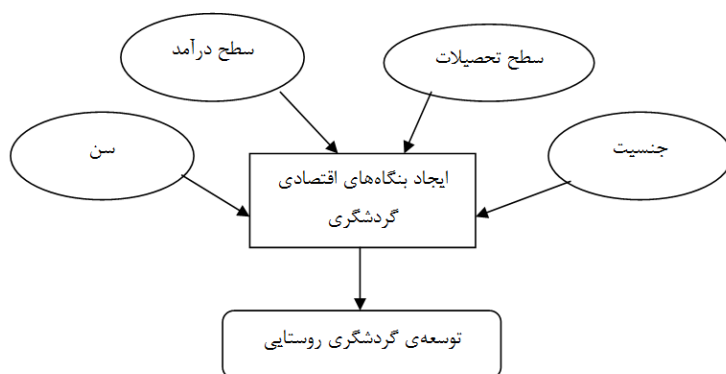 سطح درآمد
سطح تحصیلات
سن
جنسیت
ایجاد بنگاه‌های اقتصادی
گردشگری
توسعه‌ی گردشگری روستایی